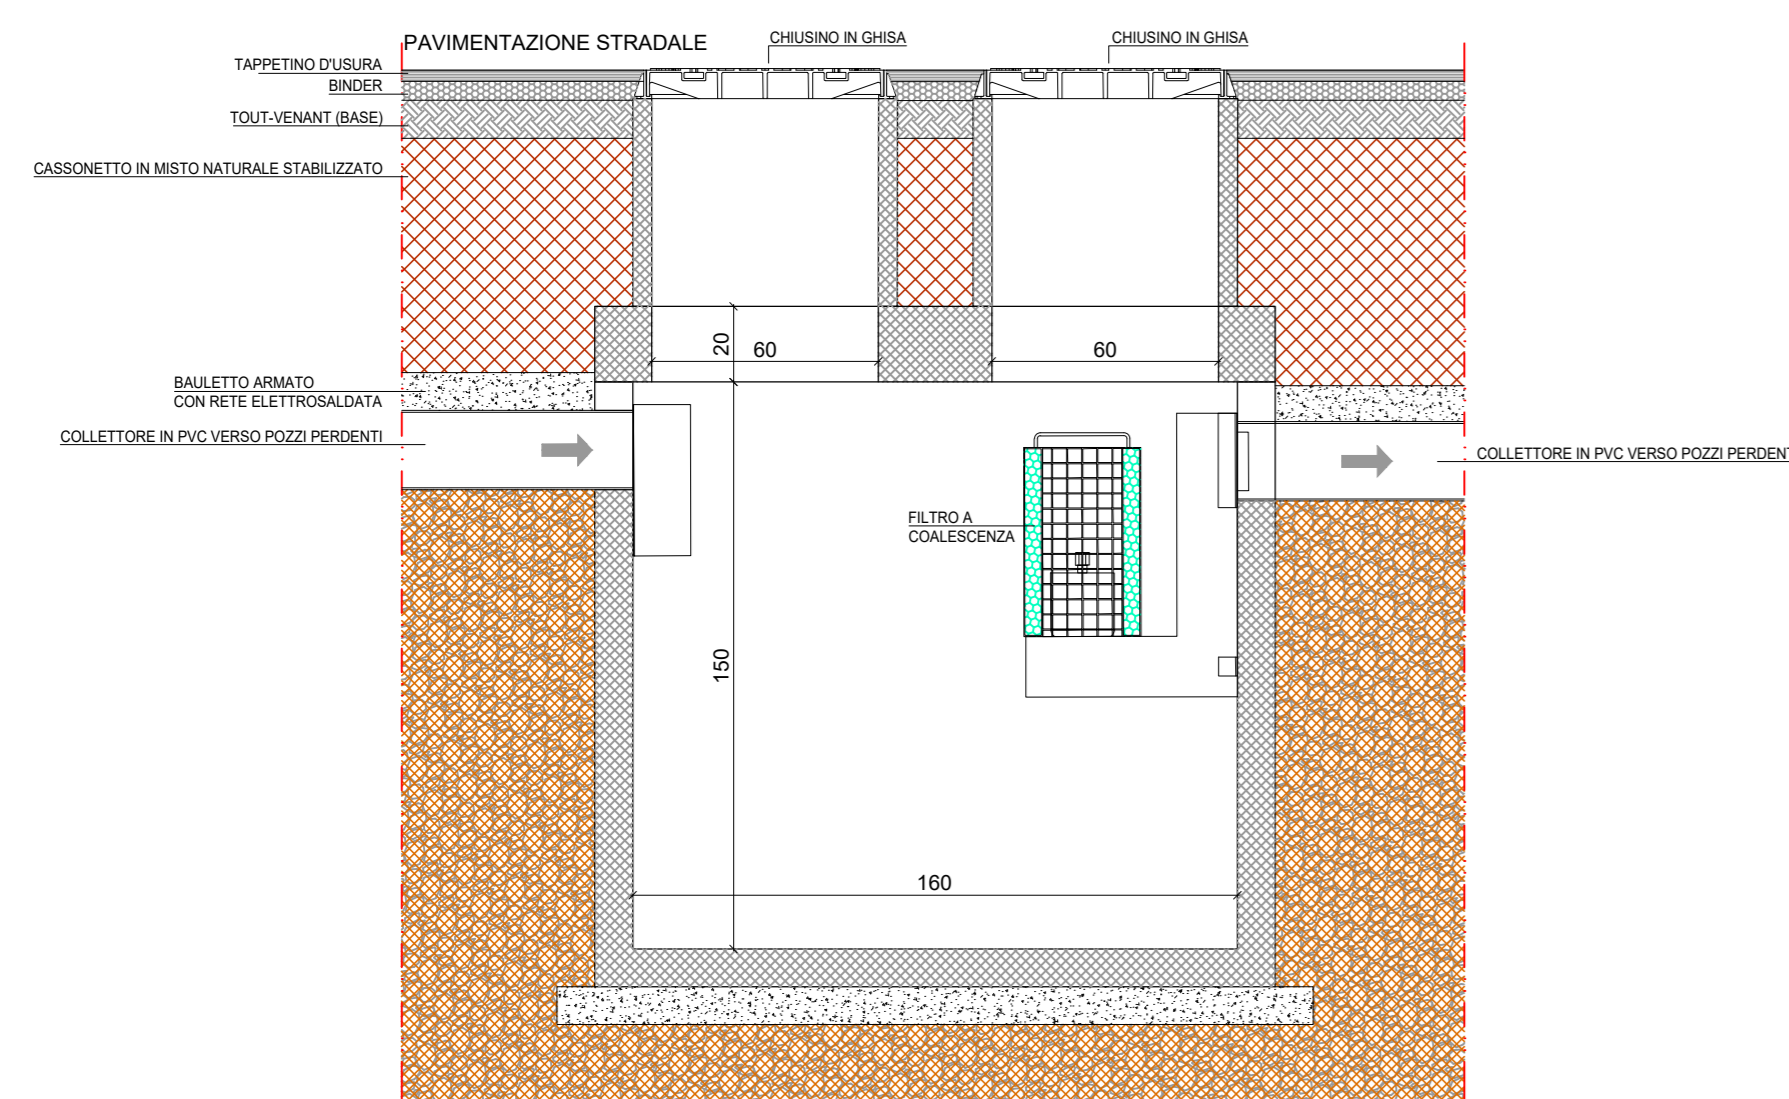 PAVIMENTAZIONE STRADALE
CHIUSINO IN GHISA
CHIUSINO IN GHISA
TAPPETINO D'USURA
BINDER
TOUT-VENANT (BASE)
CASSONETTO IN MISTO NATURALE STABILIZZATO
20
60
60
BAULETTO ARMATO
CON RETE ELETTROSALDATA
COLLETTORE IN PVC VERSO POZZI PERDENTI
COLLETTORE IN PVC VERSO POZZI PERDENT
FILTRO A
COALESCENZA
150
160